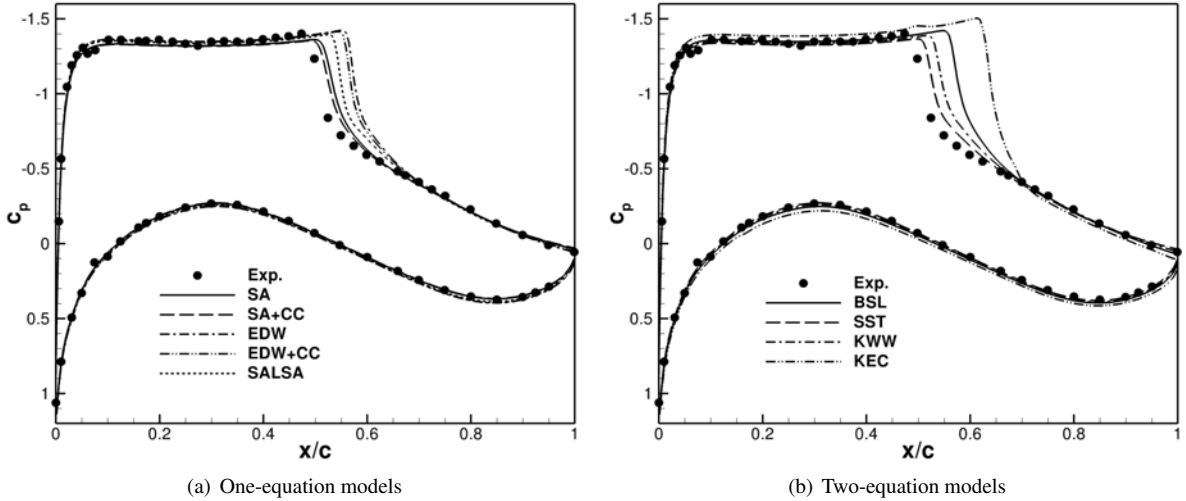 -1.5
-1
-0.5
0
0.5
1
c_p
Exp.
SA
SA+CC
EDW
EDW+CC
SALSA
0 0.2 0.4 0.6 0.8 1
x/c
(a) One-equation models
-1.5
-1
-0.5
0
0.5
1
c_p
Exp.
BSL
SST
KWW
KEC
0 0.2 0.4 0.6 0.8 1
x/c
(b) Two-equation models